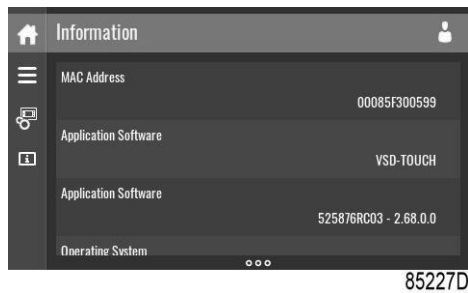 Information
MAC Address
00085F300599
Application Software
VSD-TOUCH
Application Software
525876RC03 - 2.68.0.0
Operating System
85227D